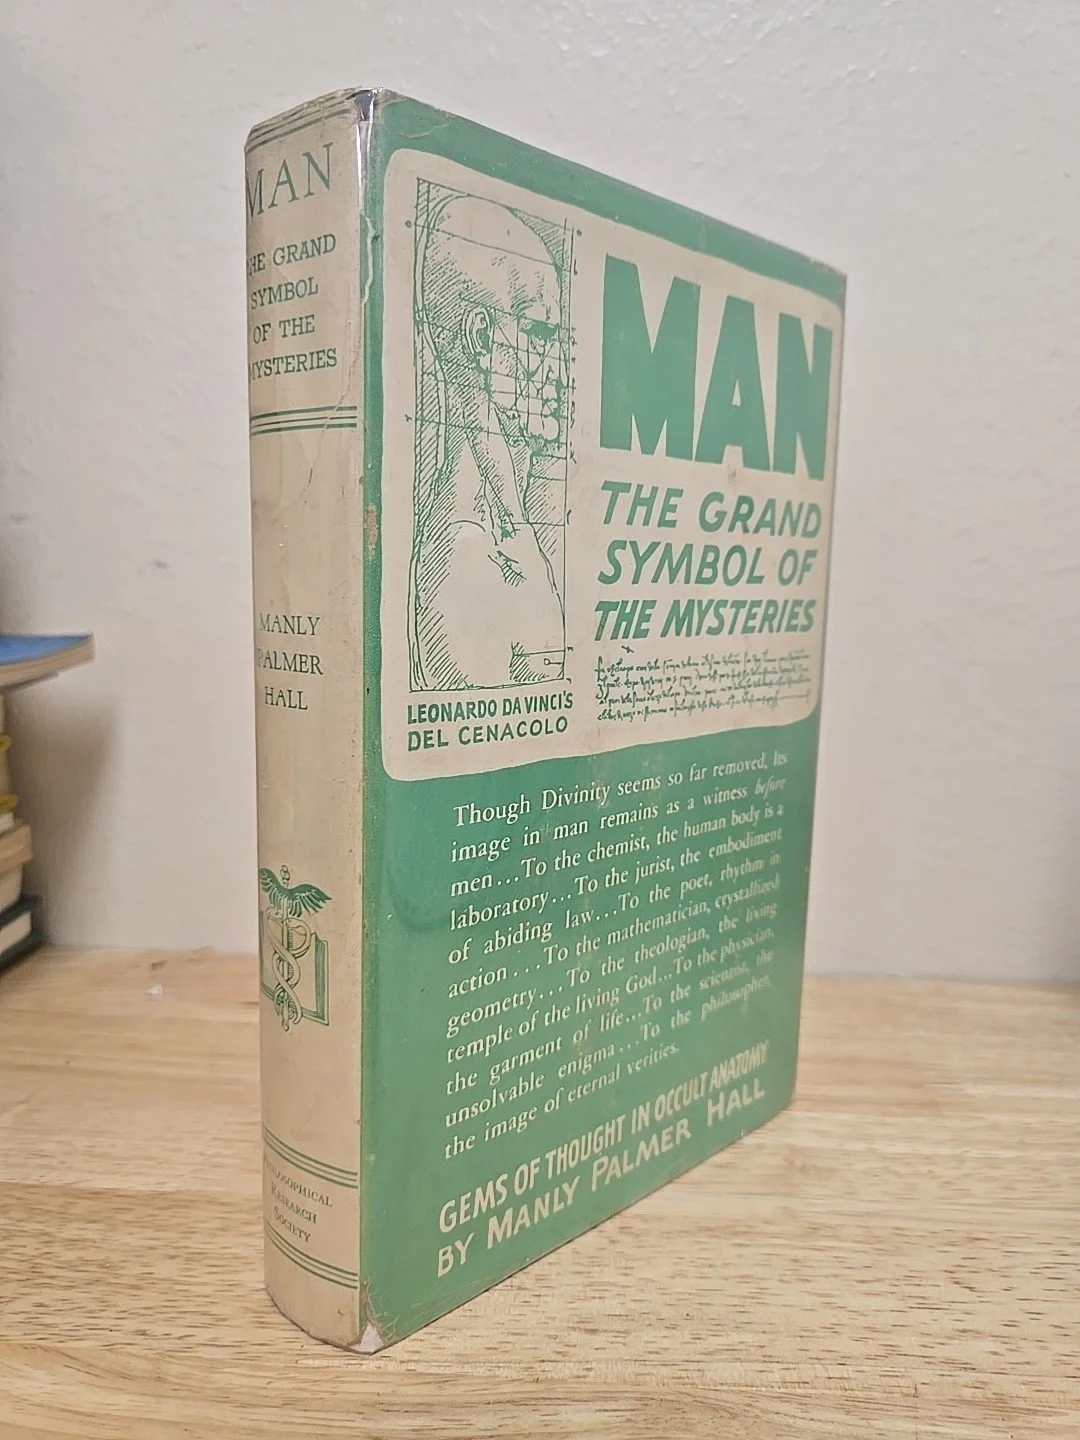 MAN
THE GRAND
SYMBOL
OF THE
MYSTERIES
MANLY
PALMER
HALL
PHILOSOPHICAL
RESEARCH
SOCIETY
MAN
THE GRAND
SYMBOL OF
THE MYSTERIES
LEONARDO DA VINCI'S
DEL CENACOLO
Though Divinity seems so far removed, Its
image in man remains as a witness before
men...To the chemist, the human body is a
laboratory...To the jurist, the embodiment
of abiding law...To the poet, rhythm in
action...To the mathematician, crystallized
geometry...To the theologian, the living
temple of the living God...To the physician,
the garment of life...To the scientist, the
unsolvable enigma...To the philosopher,
the image of eternal verities.
GEMS OF THOUGHT IN OCCULT ANATOMY
BY MANLY PALMER HALL